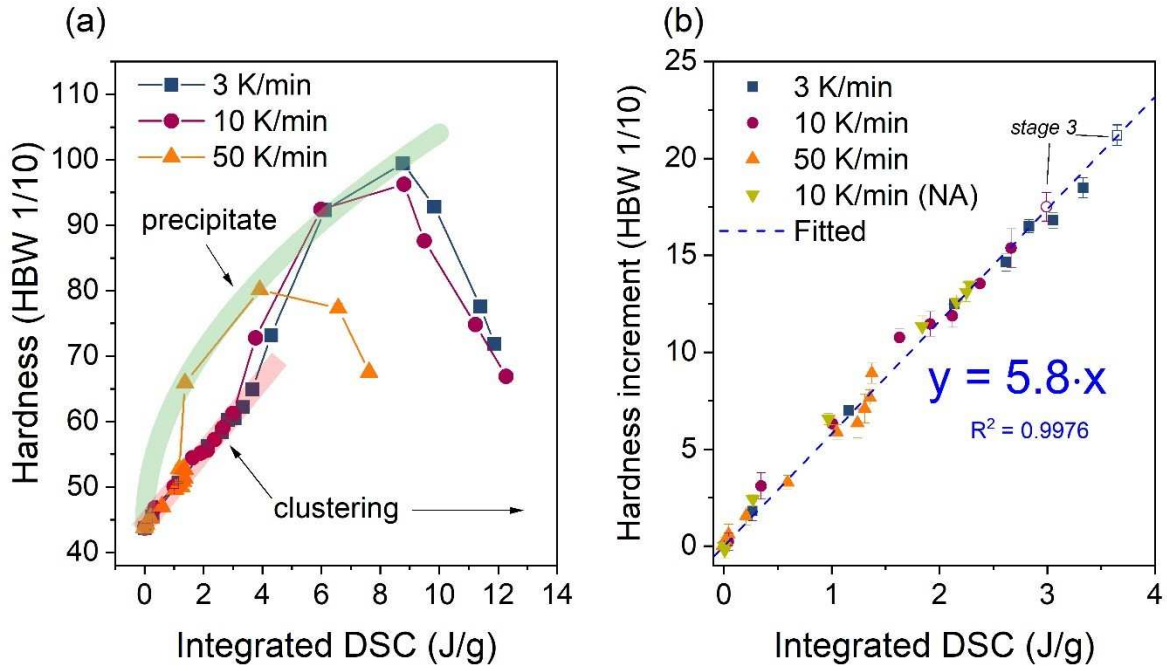 (a)
3 K/min
10 K/min
50 K/min
precipitate
clustering
Hardness (HBW 1/10)
110
100
90
80
70
60
50
40
0 2 4 6 8 10 12 14
Integrated DSC (J/g)
(b)
3 K/min
10 K/min
50 K/min
10 K/min (NA)
Fitted
stage 3
y = 5.8·x
R² = 0.9976
Hardness increment (HBW 1/10)
25
20
15
10
5
0
0 1 2 3 4
Integrated DSC (J/g)